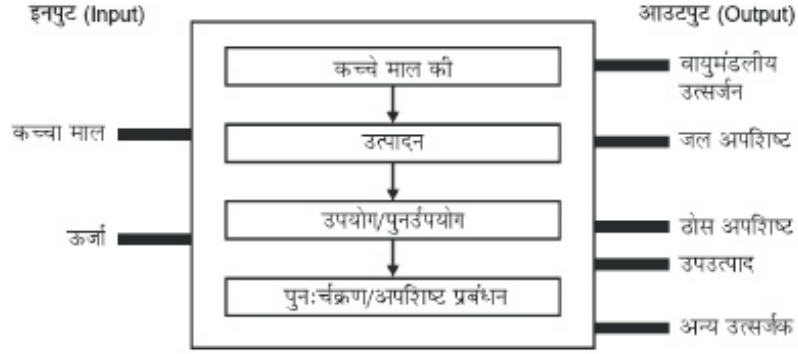 इनपुट (Input)
आउटपुट (Output)
कच्चे माल की
वायुमंडलीय
उत्सर्जन
कच्चा माल
उत्पादन
जल अपशिष्ट
उपयोग/पुनर्उपयोग
ठोस अपशिष्ट
ऊर्जा
उपउत्पाद
पुनःर्चक्रण/अपशिष्ट प्रबंधन
अन्य उत्सर्जक